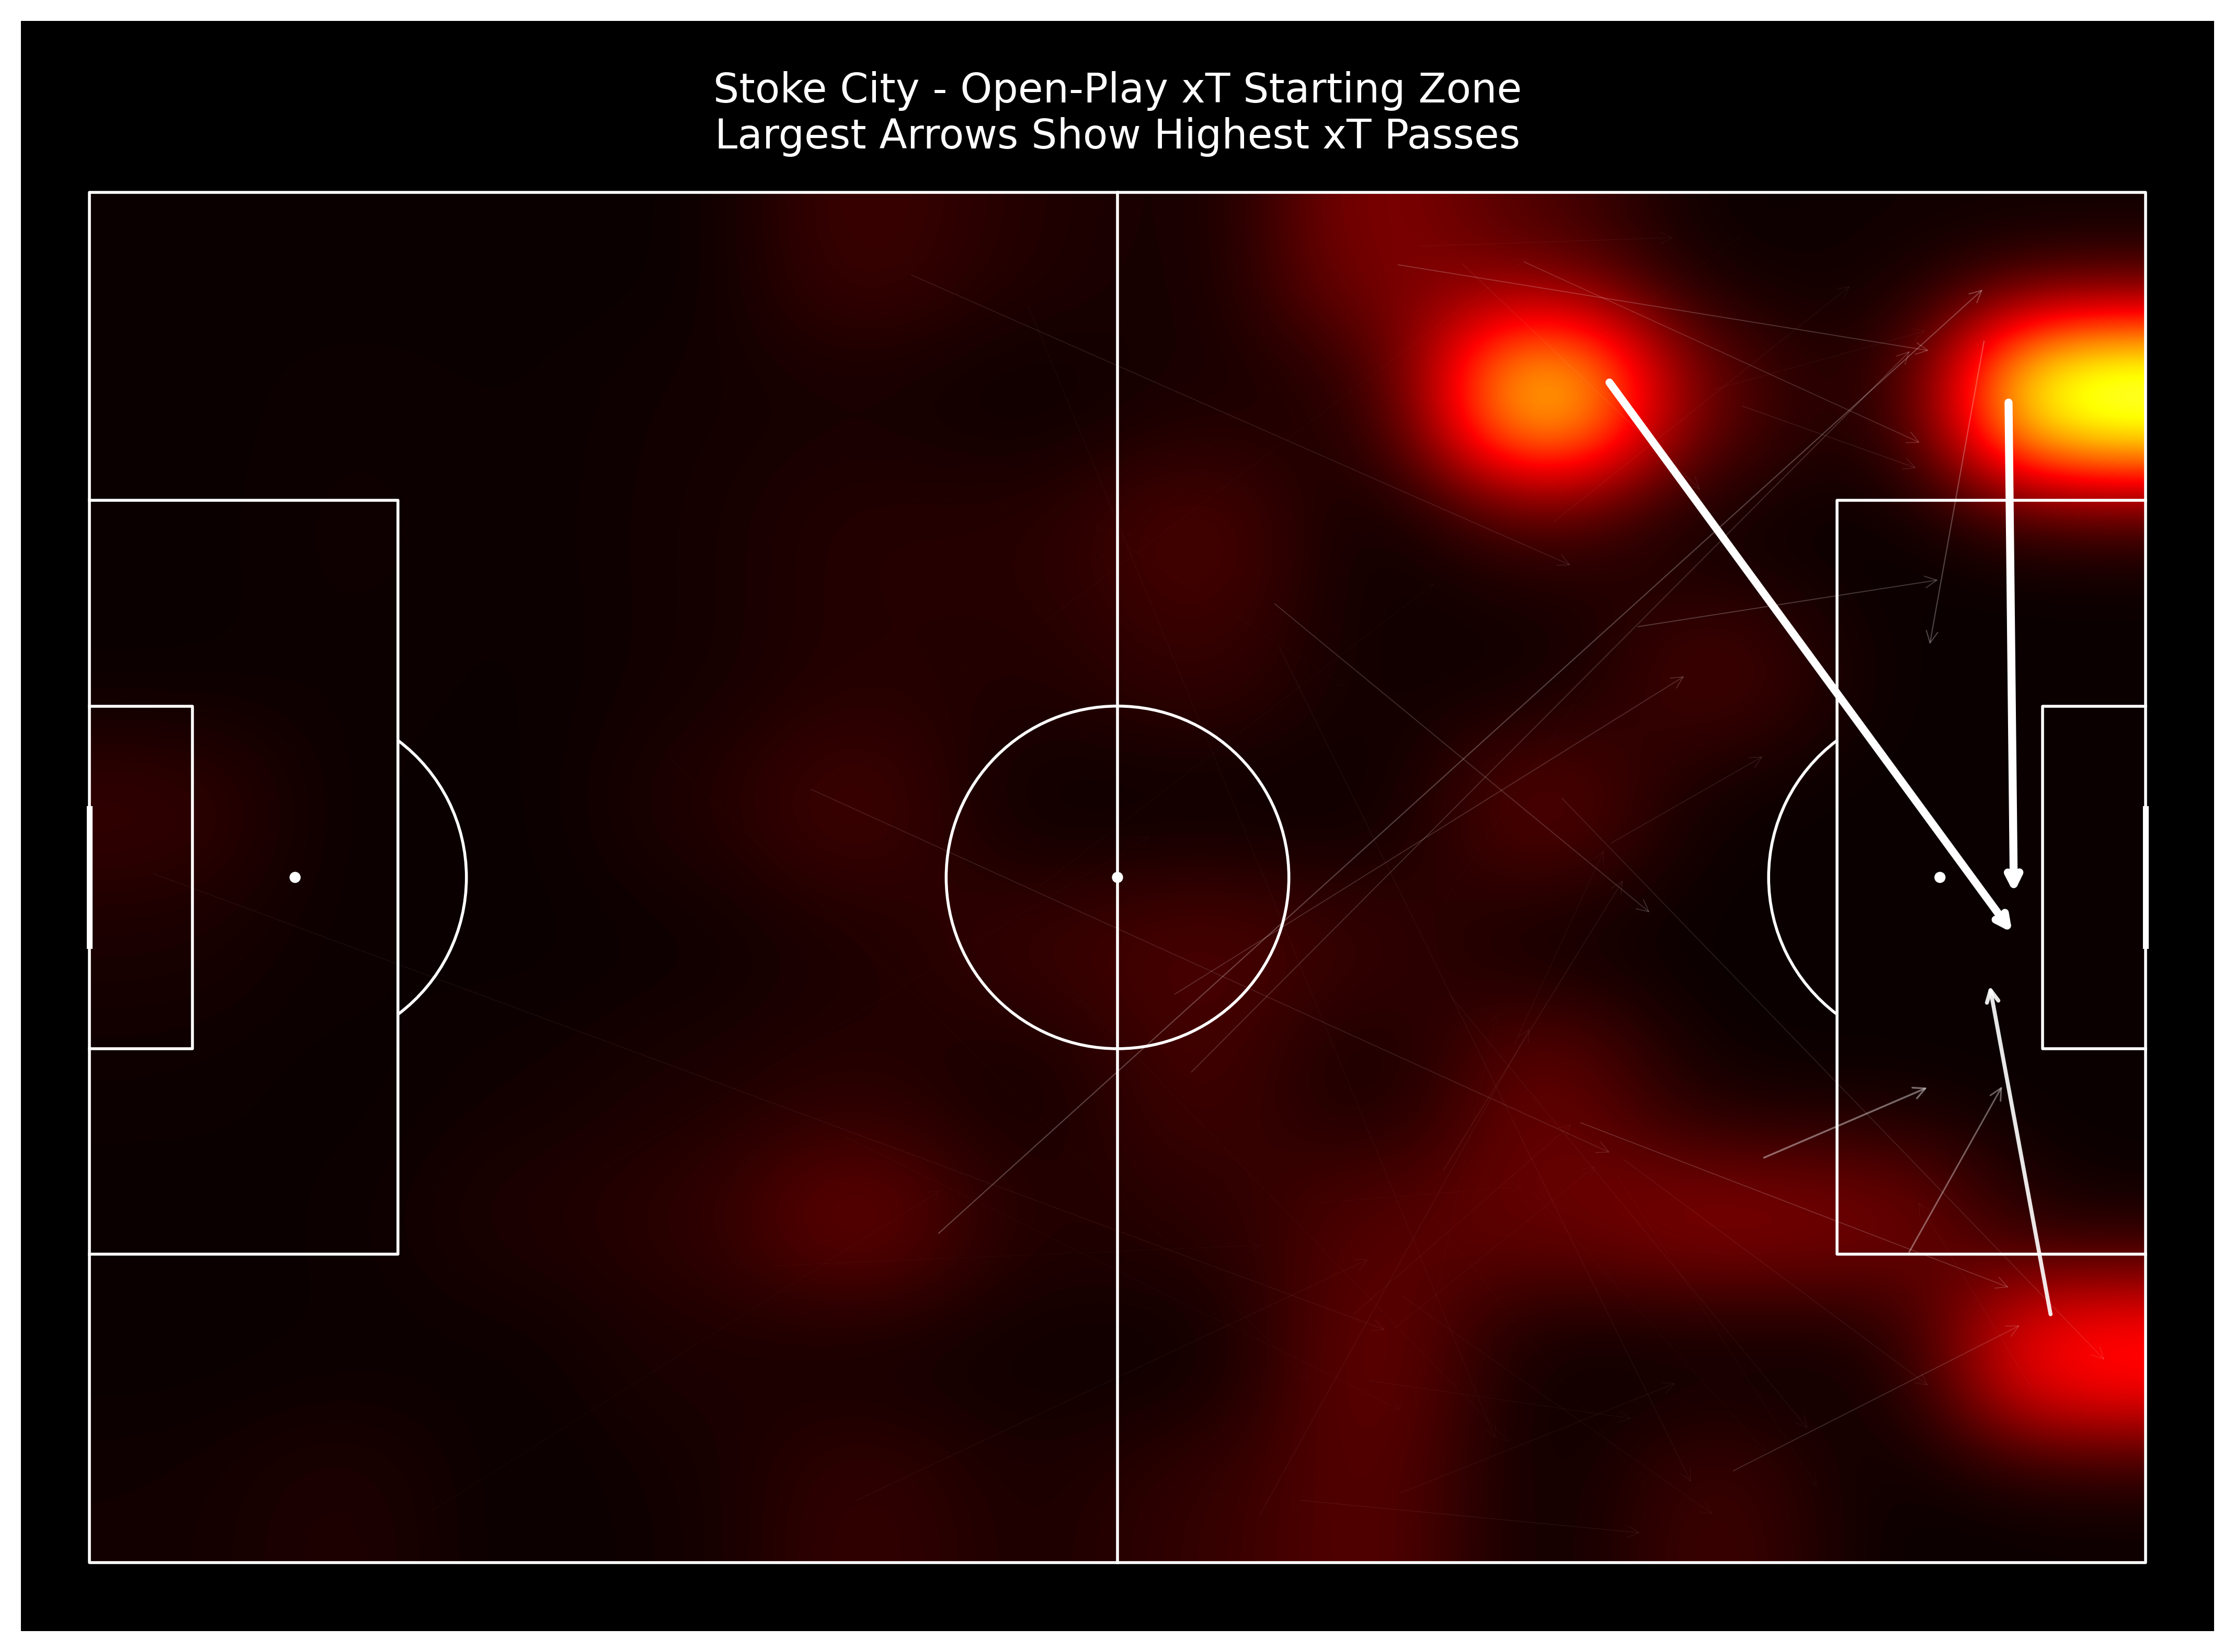 Stoke City - Open-Play xT Starting Zone
Largest Arrows Show Highest xT Passes